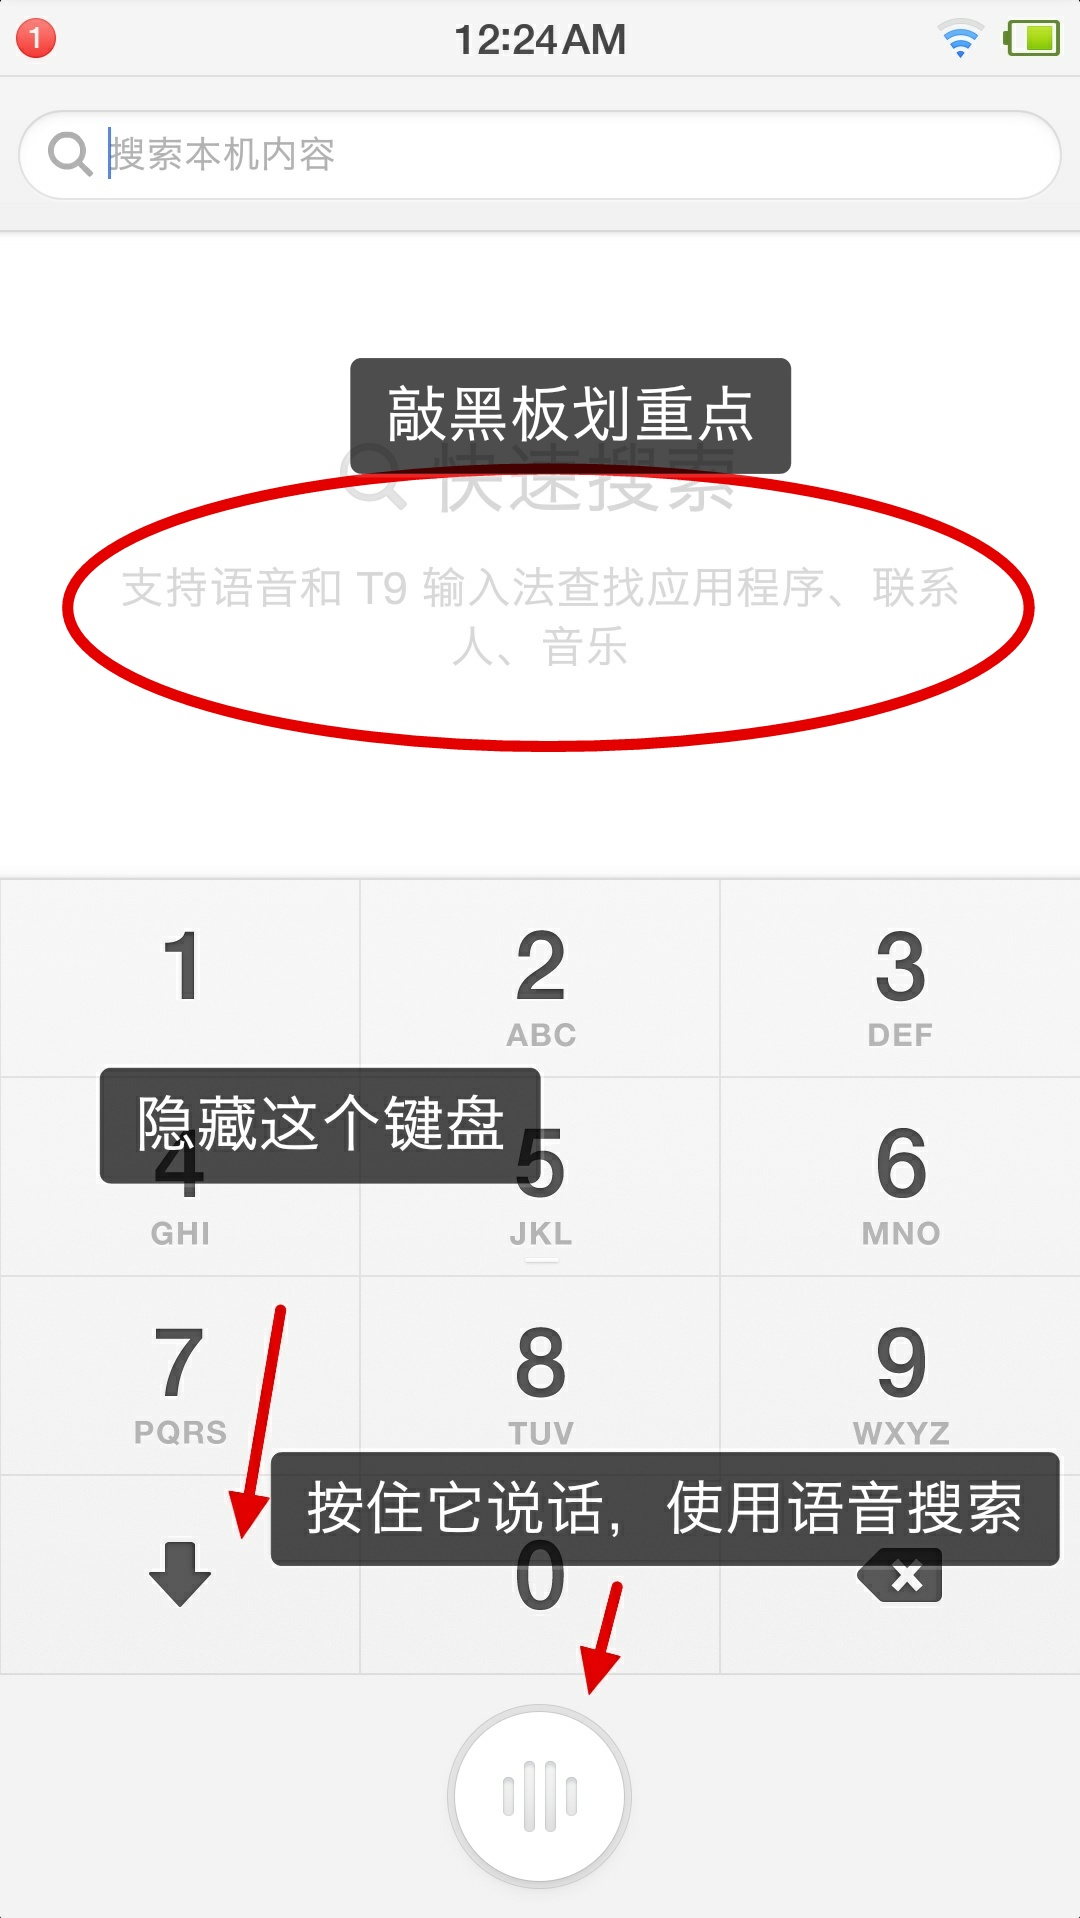 1
12:24AM
搜索本机内容
敲黑板划重点
快速搜索
支持语音和 T9 输入法查找应用程序、联系
人、音乐
1
2
3
ABC
DEF
隐藏这个键盘
4
5
6
GHI
JKL
MNO
7
8
9
PQRS
TUV
WXYZ
按住它说话，使用语音搜索
0